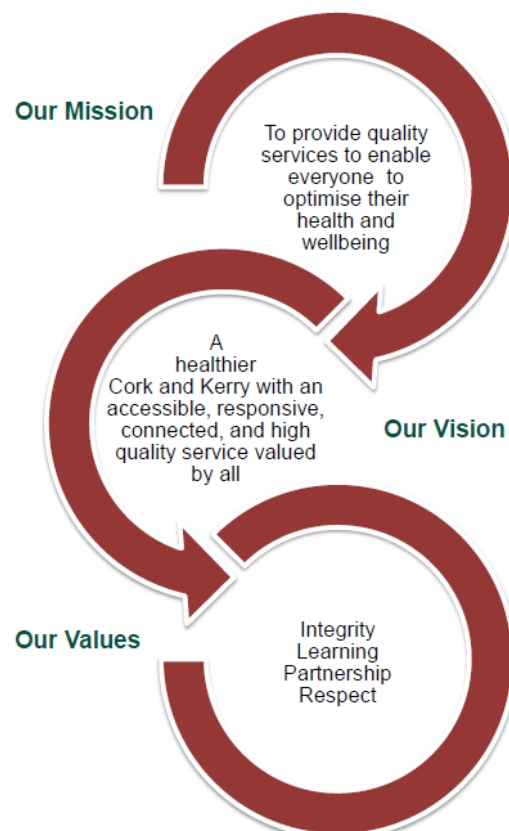 Our Mission
To provide quality
services to enable
everyone to
optimise their
health and
wellbeing
A
healthier
Cork and Kerry with an
accessible, responsive,
connected, and high
quality service valued
by all
Our Vision
Our Values
Integrity
Learning
Partnership
Respect